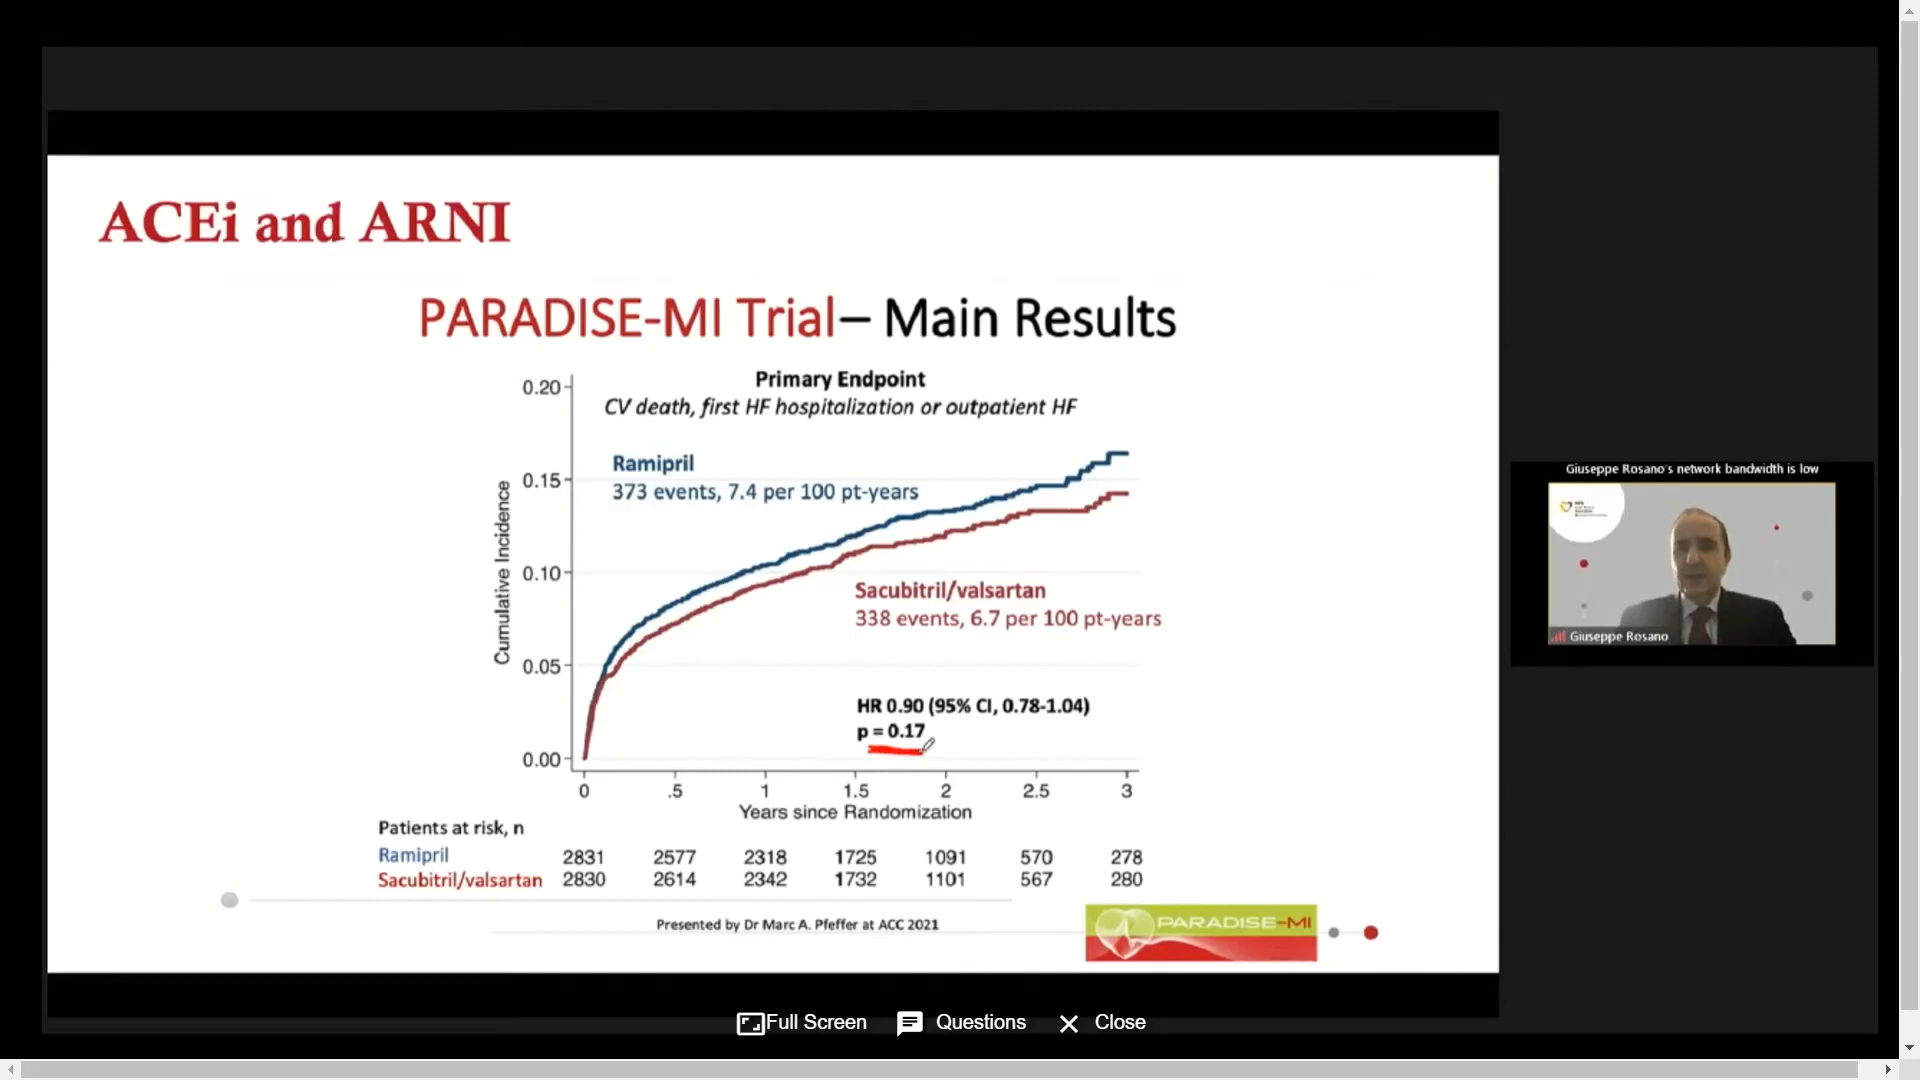 ACEi and ARNI
PARADISE-MI Trial – Main Results
Primary Endpoint
CV death, first HF hospitalization or outpatient HF
Ramipril
373 events, 7.4 per 100 pt-years
Sacubitril/valsartan
338 events, 6.7 per 100 pt-years
HR 0.90 (95% CI, 0.78-1.04)
p = 0.17
Cumulative Incidence
0.20
0.15
0.10
0.05
0.00
0 .5 1 1.5 2 2.5 3
Years since Randomization
Patients at risk, n
Ramipril 2831 2577 2318 1725 1091 570 278
Sacubitril/valsartan 2830 2614 2342 1732 1101 567 280
Presented by Dr Marc A. Pfeffer at ACC 2021
PARADISE-MI
Giuseppe Rosano's network bandwidth is low
Giuseppe Rosano
Full Screen Questions Close